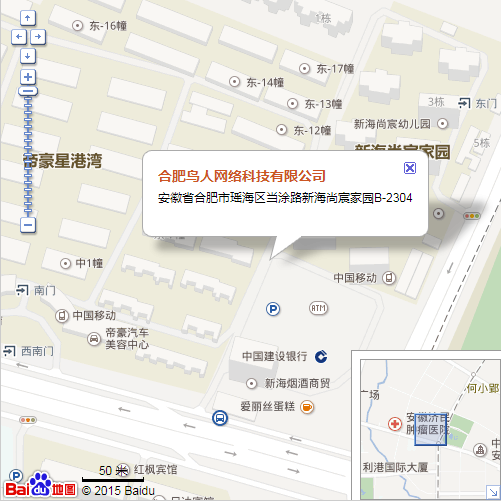 东-16幢
1栋
东-17幢
东-14幢
东-13幢
3栋
东门
东-12幢
新海尚宸幼儿园
5栋
帝豪星港湾
新海尚宸家园
合肥鸟人网络科技有限公司
安徽省合肥市瑶海区当涂路新海尚宸家园B-2304
中1幢
中国移动
南门
中国移动
P
ATM
帝豪汽车
美容中心
西南门
中国建设银行
新海烟酒商贸
爱丽丝蛋糕
何小郢
广场
安徽济民
肿瘤医院
中
利港国际大厦
50 米
红枫宾馆
Bai du 地图
© 2015 Baidu